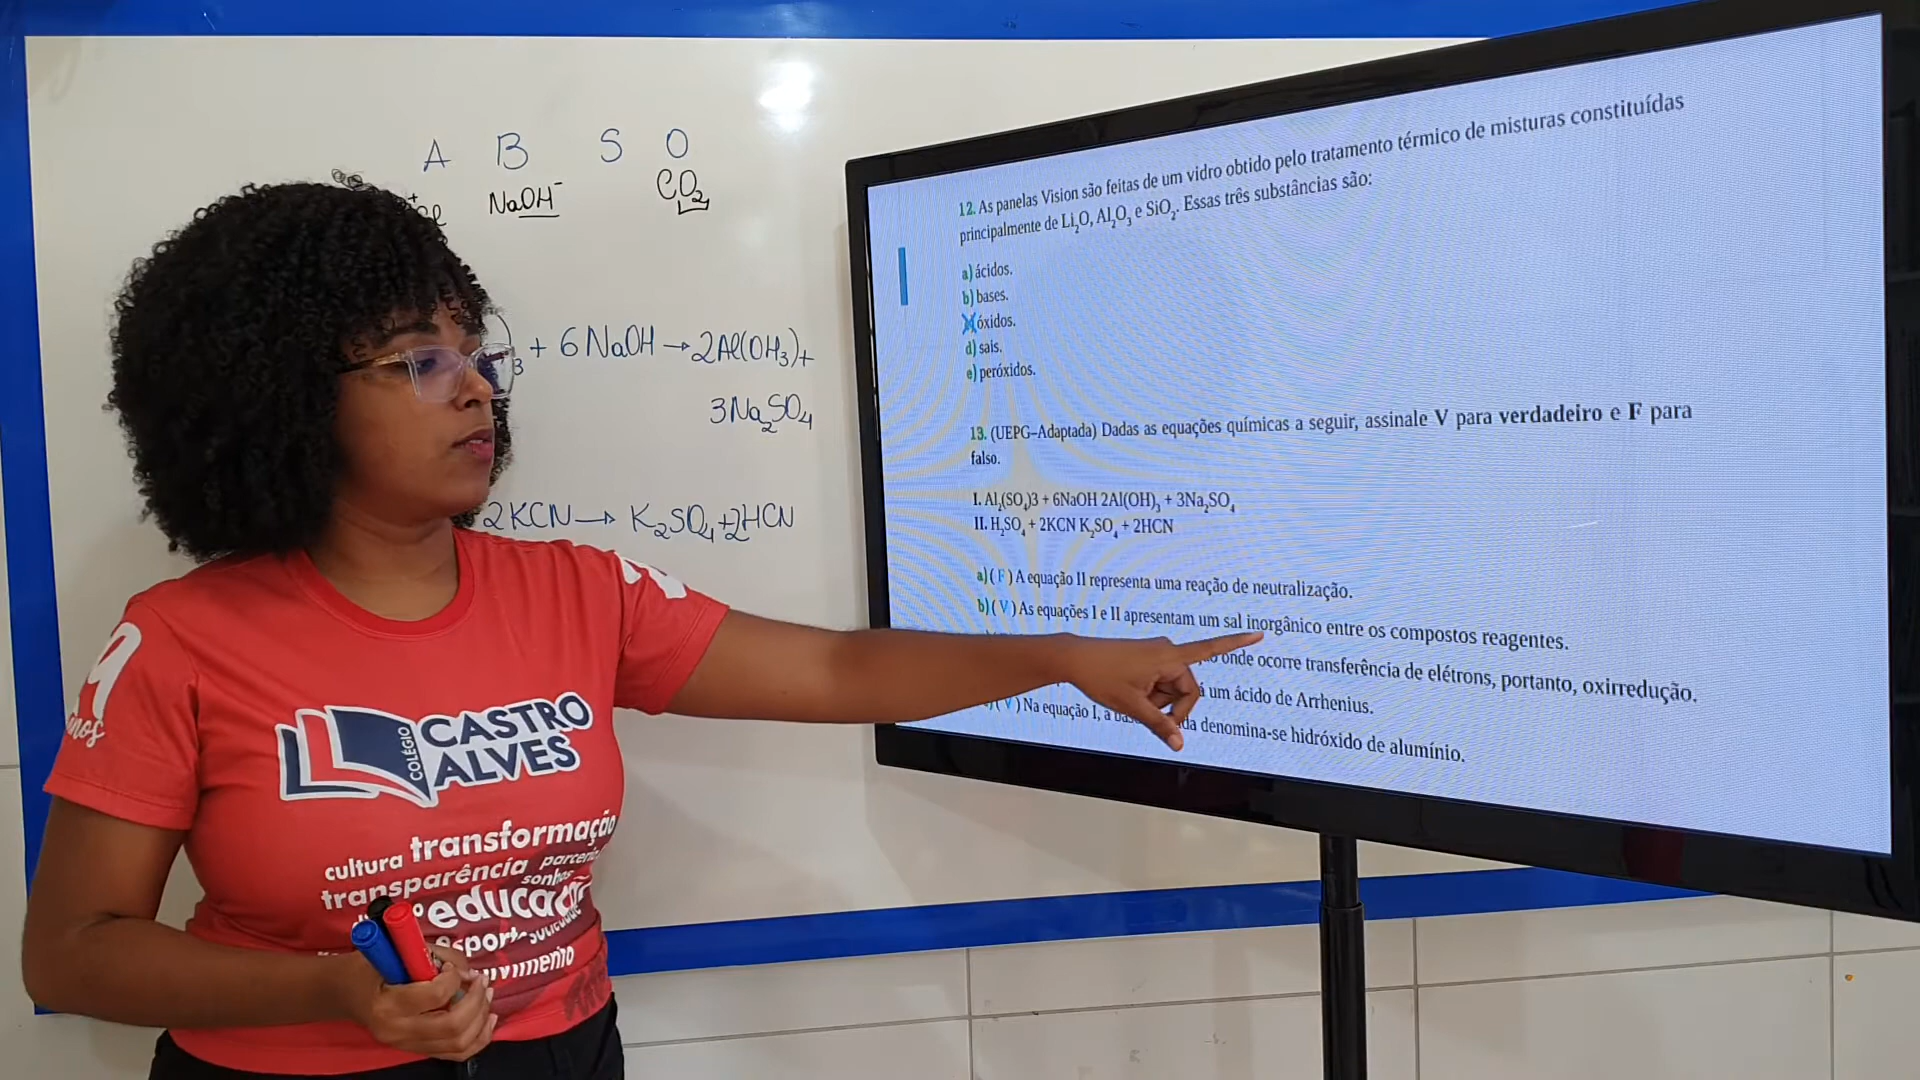 A B S O
NaOH⁻
CO₂
+ 6NaOH → 2Al(OH₃)+
3Na₂SO₄
2KCN → K₂SO₄ + 2HCN
12. As panelas Vision são feitas de um vidro obtido pelo tratamento térmico de misturas constituídas
principalmente de Li₂O, Al₂O₃ e SiO₂. Essas três substâncias são:
a) ácidos.
b) bases.
óxidos.
d) sais.
e) peróxidos.
13. (UEPG-Adaptada) Dadas as equações químicas a seguir, assinale V para verdadeiro e F para
falso.
I. Al₂(SO₄)3 + 6NaOH 2Al(OH)₃ + 3Na₂SO₄
II. H₂SO₄ + 2KCN K₂SO₄ + 2HCN
a) ( F ) A equação II representa uma reação de neutralização.
b) ( V ) As equações I e II apresentam um sal inorgânico entre os compostos reagentes.
onde ocorre transferência de elétrons, portanto, oxirredução.
um ácido de Arrhenius.
( V ) Na equação I, a denomina-se hidróxido de alumínio.
19
anos
COLÉGIO
CASTRO
ALVES
cultura transformação
transparência
sonhos
educação